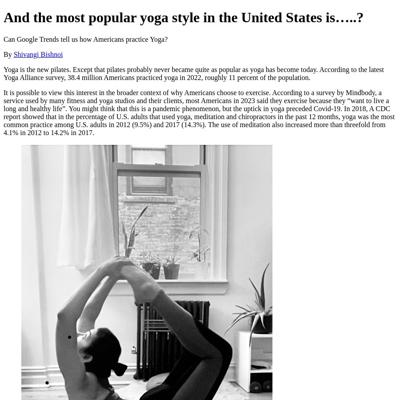 And the most popular yoga style in the United States is…..?
Can Google Trends tell us how Americans practice Yoga?
By Shivangi Bishnoi
Yoga is the new pilates. Except that pilates probably never became quite as popular as yoga has become today. According to the latest
Yoga Alliance survey, 38.4 million Americans practiced yoga in 2022, roughly 11 percent of the population.
It is possible to view this interest in the broader context of why Americans choose to exercise. According to a survey by Mindbody, a
service used by many fitness and yoga studios and their clients, most Americans in 2023 said they exercise because they “want to live a
long and healthy life”. You might think that this is a pandemic phenomenon, but the uptick in yoga preceded Covid-19. In 2018, A CDC
report showed that in the percentage of U.S. adults that used yoga, meditation and chiropractors in the past 12 months, yoga was the most
common practice among U.S. adults in 2012 (9.5%) and 2017 (14.3%). The use of meditation also increased more than threefold from
4.1% in 2012 to 14.2% in 2017.